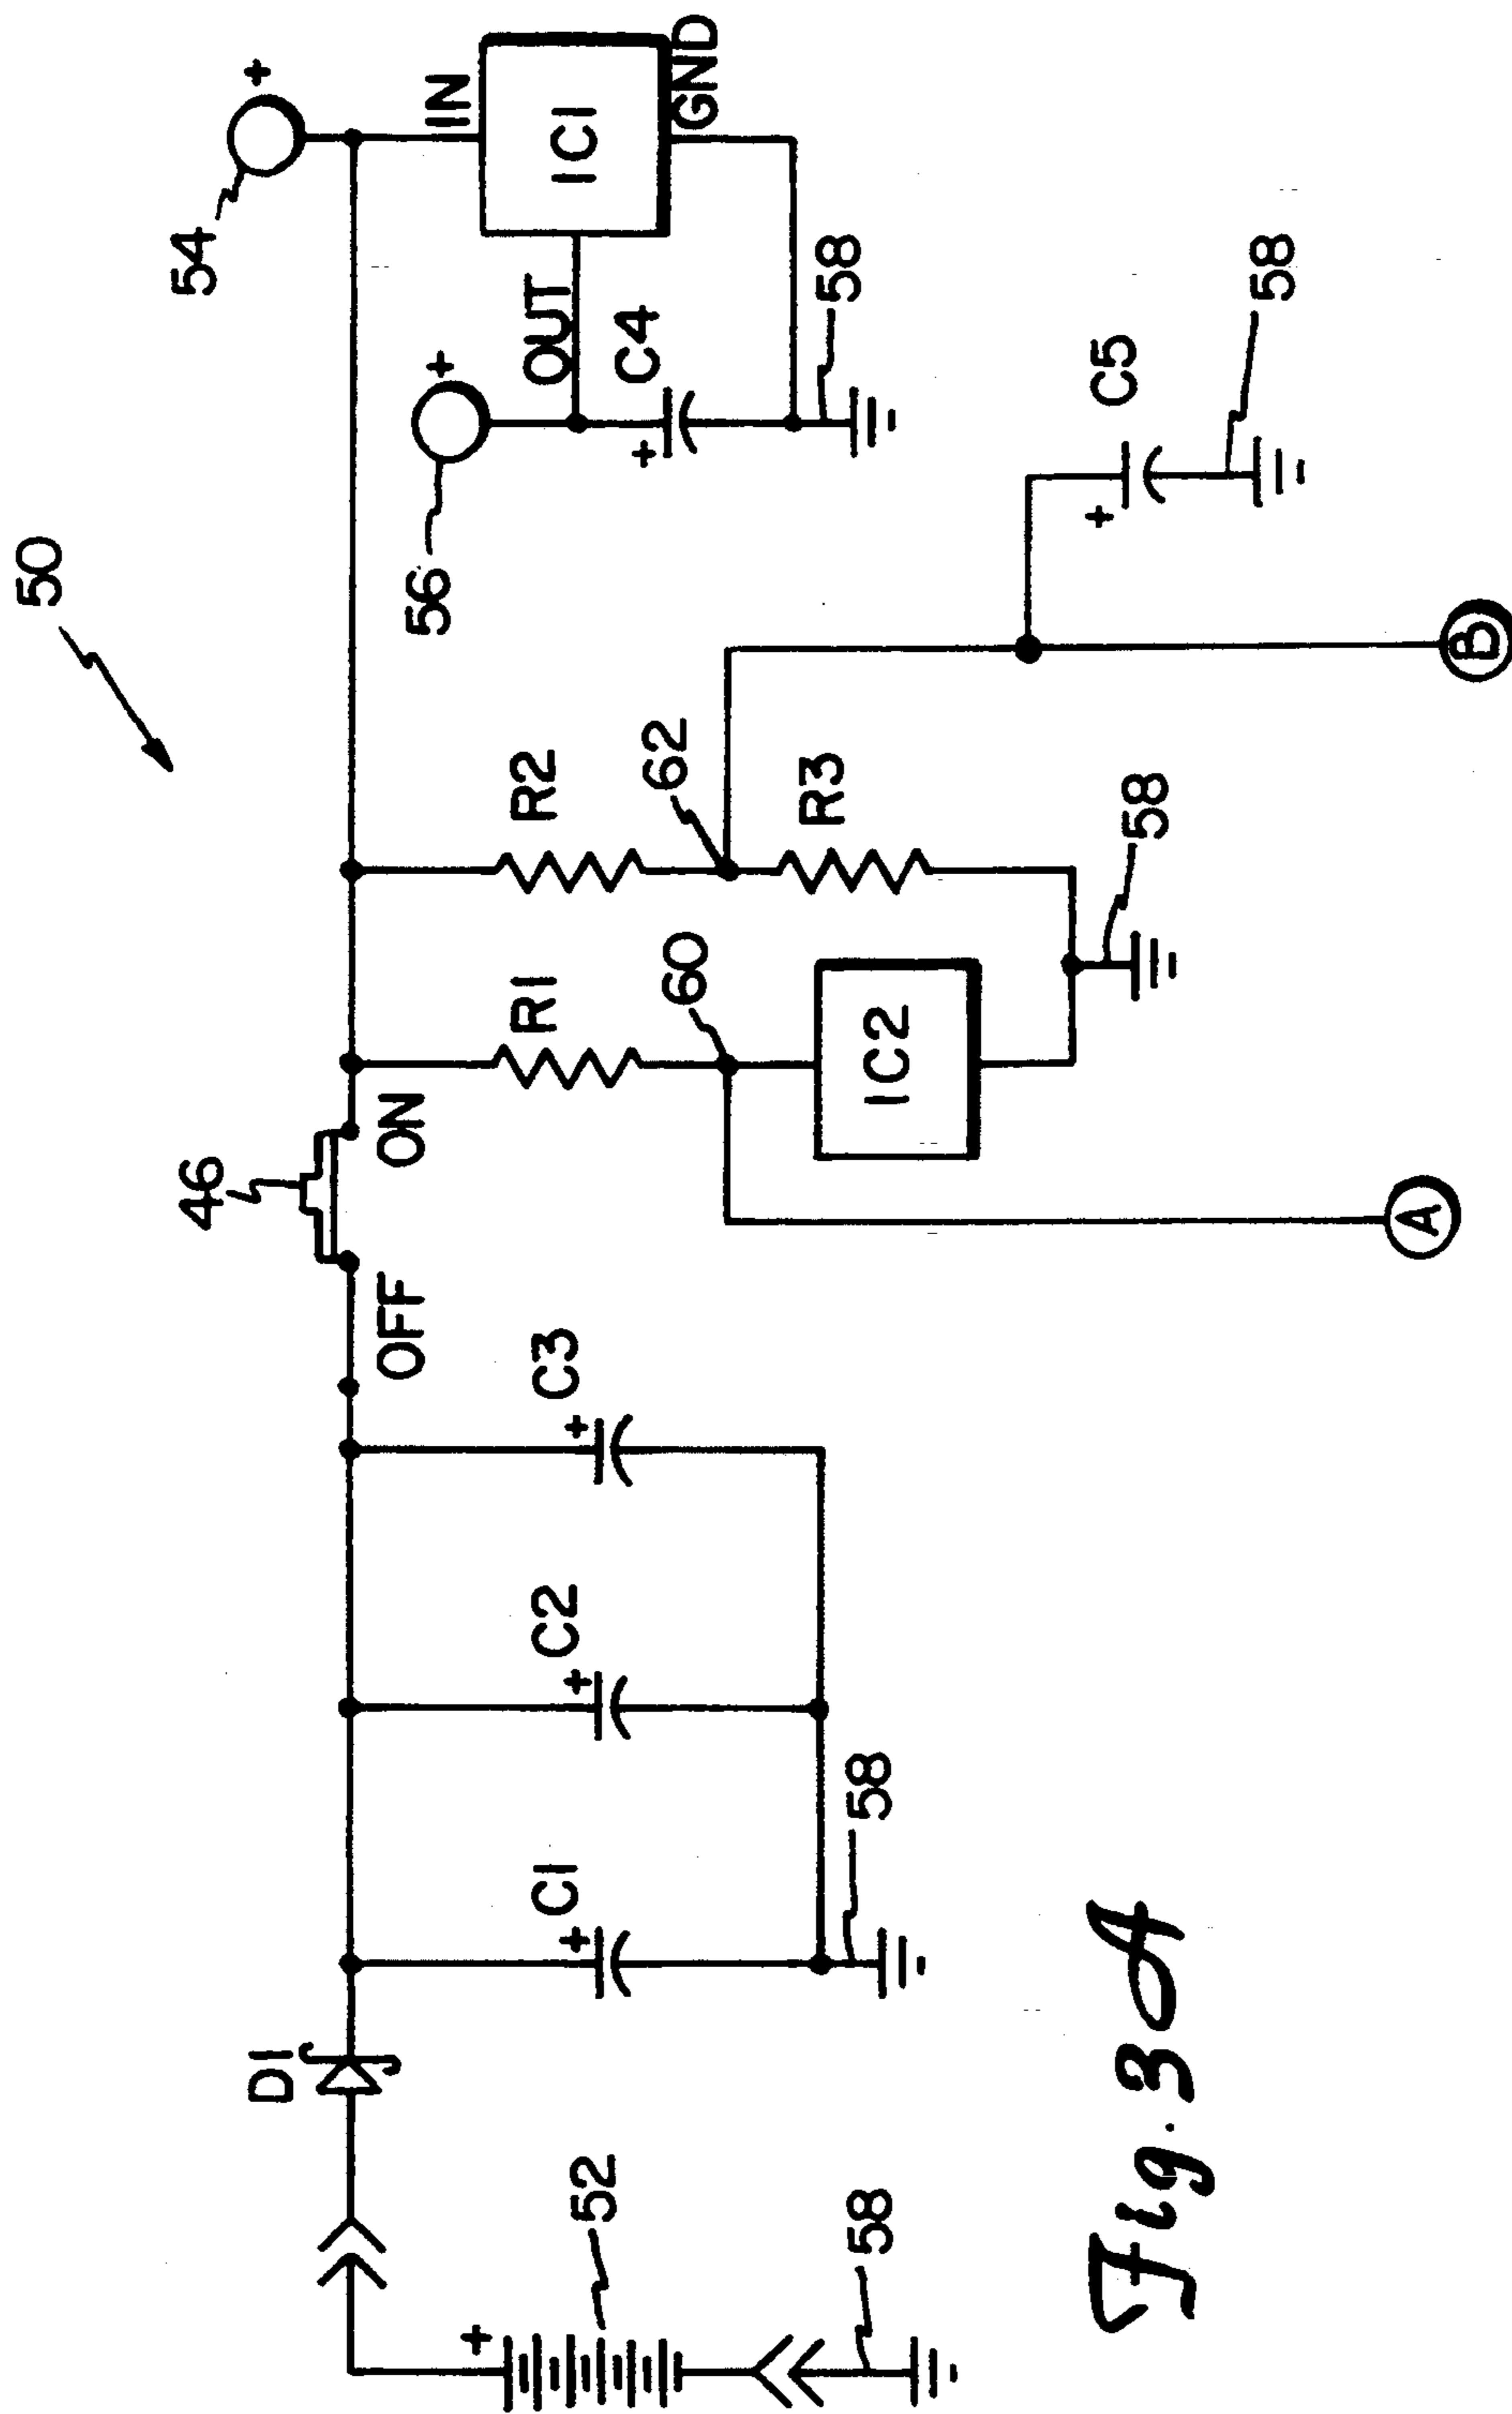 50
54
+
46
56
+
IN
IC1
GND
OUT
C4
+
58
D1
OFF
ON
R1
R2
60
62
R3
IC2
58
C1
+
C2
+
C3
+
58
+
52
58
C5
+
58
A
B
Fig. 3A